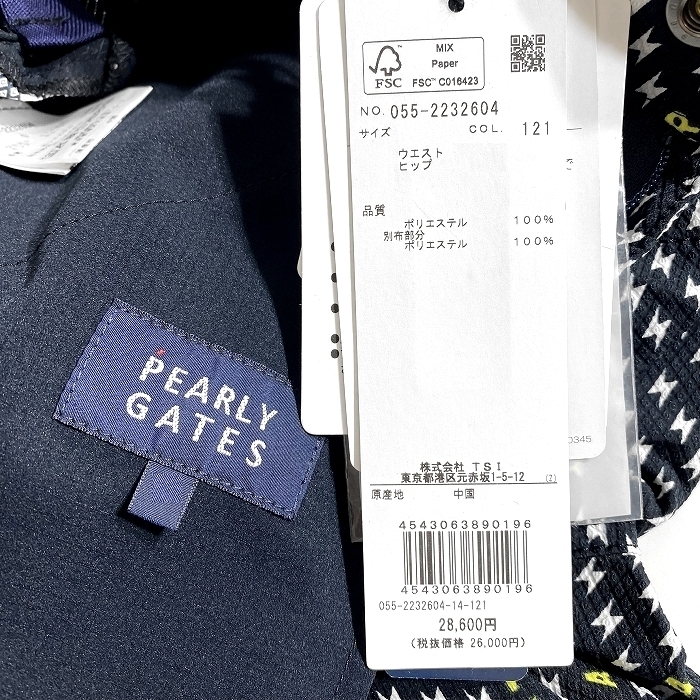 MIX
Paper
FSC
FSC™ C016423
NO. 055-2232604
サイズ COL. 121
ウエスト
ヒップ
品質
ポリエステル 100%
別布部分
ポリエステル 100%
株式会社 TSI
東京都港区元赤坂1-5-12 (Z)
原産地 中国
4543063890196
4543063890196
055-2232604-14-121
28,600円
(税抜価格 26,000円)
PEARLY
GATES
0345